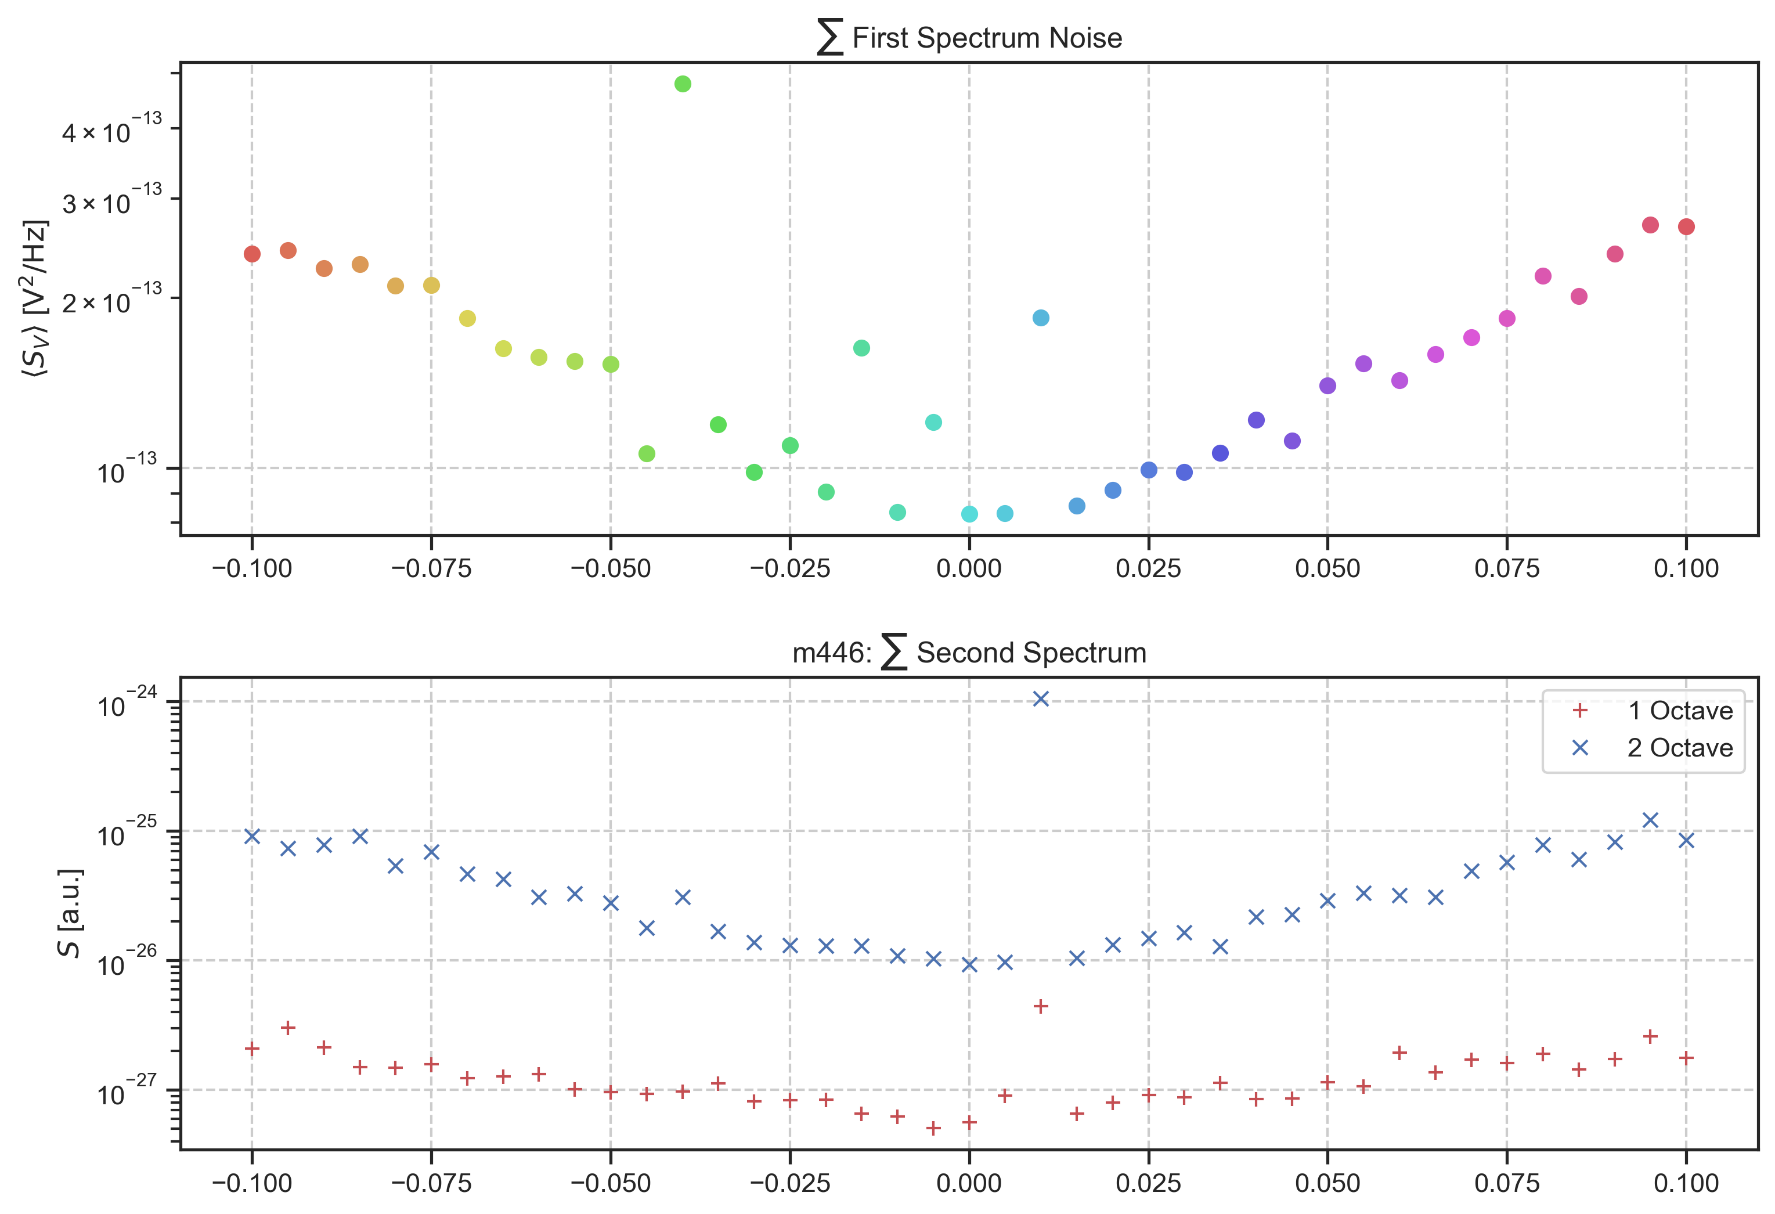 ∑ First Spectrum Noise
⟨S_V⟩ [V²/Hz]
4 × 10⁻¹³
3 × 10⁻¹³
2 × 10⁻¹³
10⁻¹³
−0.100 −0.075 −0.050 −0.025 0.000 0.025 0.050 0.075 0.100
m446: ∑ Second Spectrum
S [a.u.]
10⁻²⁴
10⁻²⁵
10⁻²⁶
10⁻²⁷
1 Octave
2 Octave
−0.100 −0.075 −0.050 −0.025 0.000 0.025 0.050 0.075 0.100